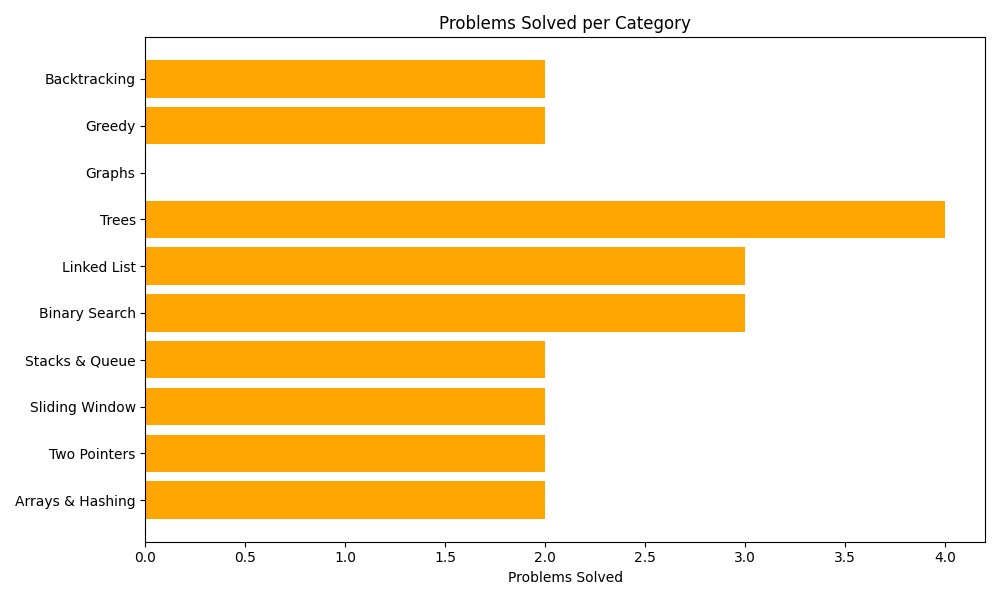 Problems Solved per Category
Backtracking
Greedy
Graphs
Trees
Linked List
Binary Search
Stacks & Queue
Sliding Window
Two Pointers
Arrays & Hashing
0.0 0.5 1.0 1.5 2.0 2.5 3.0 3.5 4.0
Problems Solved